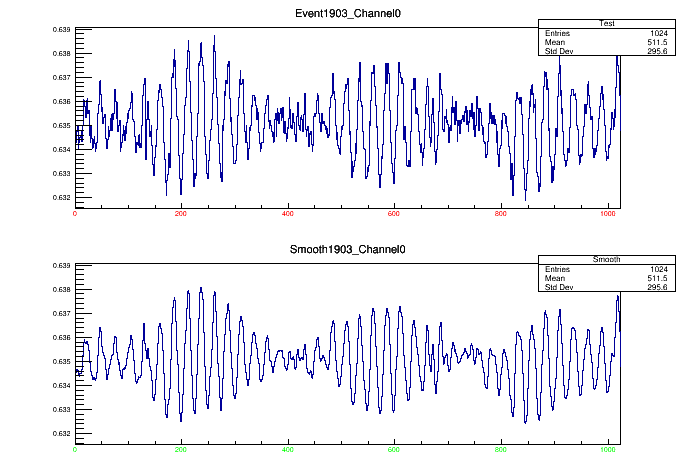 Event1903_Channel0
Test
Entries 1024
Mean 511.5
Std Dev 295.6
0.639
0.638
0.637
0.636
0.635
0.634
0.633
0.632
0 200 400 600 800 1000
Smooth1903_Channel0
Smooth
Entries 1024
Mean 511.5
Std Dev 295.6
0.639
0.638
0.637
0.636
0.635
0.634
0.633
0.632
0 200 400 600 800 1000